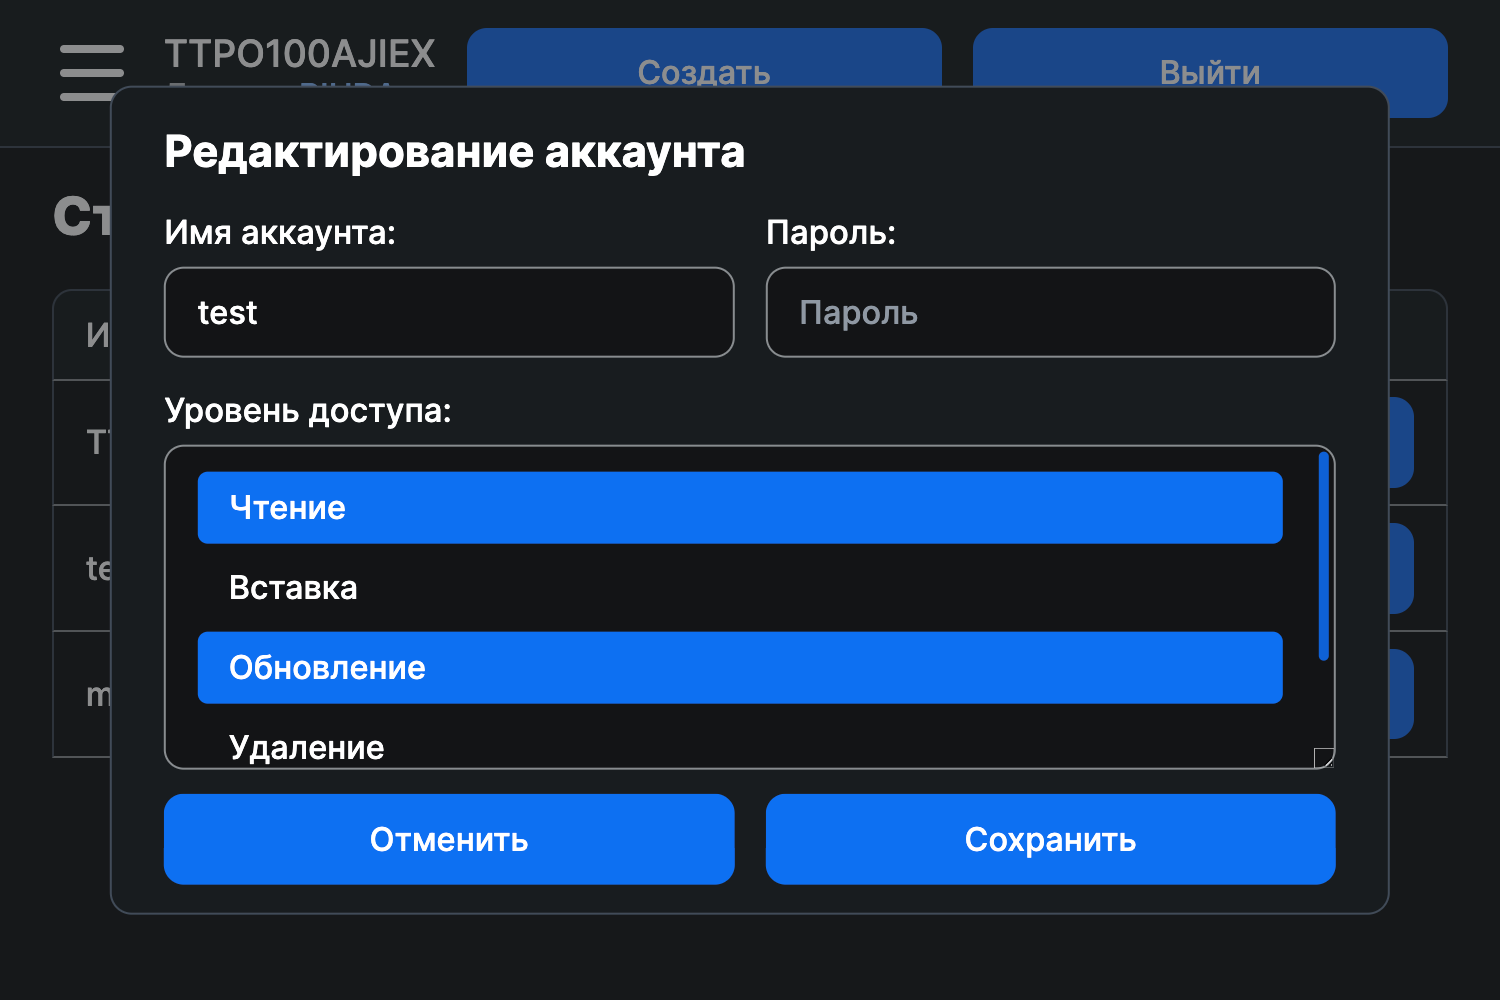 TTPO100AJIEX
Создать
Выйти
Редактирование аккаунта
Имя аккаунта:
Пароль:
test
Пароль
Уровень доступа:
Чтение
Вставка
Обновление
Удаление
Отменить
Сохранить